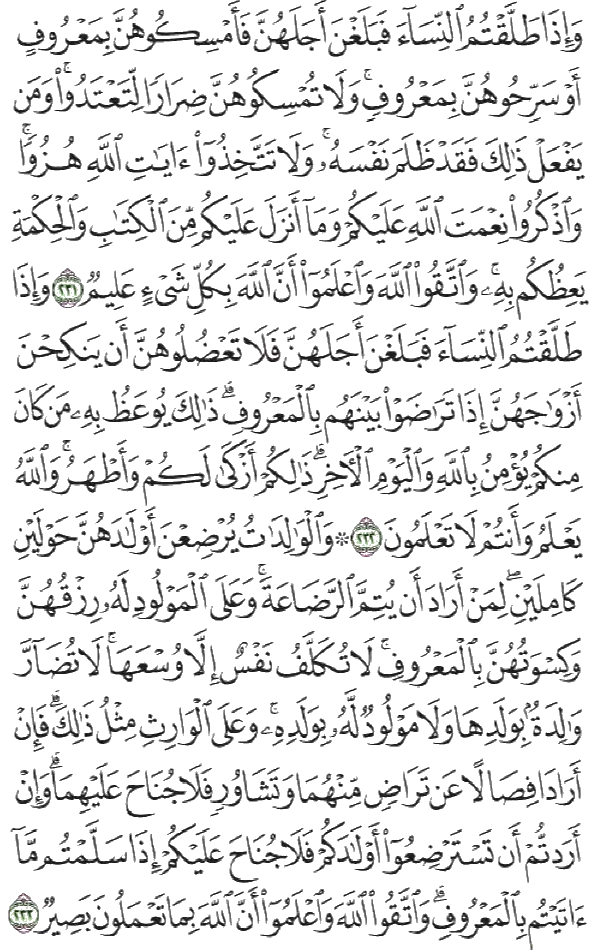 وَإِذَا طَلَّقْتُمُ ٱلنِّسَآءَ فَبَلَغْنَ أَجَلَهُنَّ فَأَمْسِكُوهُنَّ بِمَعْرُوفٍ
أَوْ سَرِّحُوهُنَّ بِمَعْرُوفٍۚ وَلَا تُمْسِكُوهُنَّ ضِرَارًا لِّتَعْتَدُوا۟ۚ وَمَن
يَفْعَلْ ذَٰلِكَ فَقَدْ ظَلَمَ نَفْسَهُۥۚ وَلَا تَتَّخِذُوٓا۟ ءَايَٰتِ ٱللَّهِ هُزُوًاۚ
وَٱذْكُرُوا۟ نِعْمَتَ ٱللَّهِ عَلَيْكُمْ وَمَآ أَنزَلَ عَلَيْكُم مِّنَ ٱلْكِتَٰبِ وَٱلْحِكْمَةِ
يَعِظُكُم بِهِۦۚ وَٱتَّقُوا۟ ٱللَّهَ وَٱعْلَمُوٓا۟ أَنَّ ٱللَّهَ بِكُلِّ شَىْءٍ عَلِيمٌ ٢٣١ وَإِذَا
طَلَّقْتُمُ ٱلنِّسَآءَ فَبَلَغْنَ أَجَلَهُنَّ فَلَا تَعْضُلُوهُنَّ أَن يَنكِحْنَ
أَزْوَٰجَهُنَّ إِذَا تَرَٰضَوْا۟ بَيْنَهُم بِٱلْمَعْرُوفِۗ ذَٰلِكَ يُوعَظُ بِهِۦ مَن كَانَ
مِنكُمْ يُؤْمِنُ بِٱللَّهِ وَٱلْيَوْمِ ٱلْءَاخِرِۗ ذَٰلِكُمْ أَزْكَىٰ لَكُمْ وَأَطْهَرُۚ وَٱللَّهُ
يَعْلَمُ وَأَنتُمْ لَا تَعْلَمُونَ ٢٣٢ ۞ وَٱلْوَٰلِدَٰتُ يُرْضِعْنَ أَوْلَٰدَهُنَّ حَوْلَيْنِ
كَامِلَيْنِۖ لِمَنْ أَرَادَ أَن يُتِمَّ ٱلرَّضَاعَةَۚ وَعَلَى ٱلْمَوْلُودِ لَهُۥ رِزْقُهُنَّ
وَكِسْوَتُهُنَّ بِٱلْمَعْرُوفِۚ لَا تُكَلَّفُ نَفْسٌ إِلَّا وُسْعَهَاۚ لَا تُضَآرَّ
وَٰلِدَةٌۢ بِوَلَدِهَا وَلَا مَوْلُودٌ لَّهُۥ بِوَلَدِهِۦۚ وَعَلَى ٱلْوَارِثِ مِثْلُ ذَٰلِكَۗ فَإِنْ
أَرَادَا فِصَالًا عَن تَرَاضٍ مِّنْهُمَا وَتَشَاوُرٍ فَلَا جُنَاحَ عَلَيْهِمَاۗ وَإِنْ
أَرَدتُّمْ أَن تَسْتَرْضِعُوٓا۟ أَوْلَٰدَكُمْ فَلَا جُنَاحَ عَلَيْكُمْ إِذَا سَلَّمْتُم مَّآ
ءَاتَيْتُم بِٱلْمَعْرُوفِۗ وَٱتَّقُوا۟ ٱللَّهَ وَٱعْلَمُوٓا۟ أَنَّ ٱللَّهَ بِمَا تَعْمَلُونَ بَصِيرٌ ٢٣٣